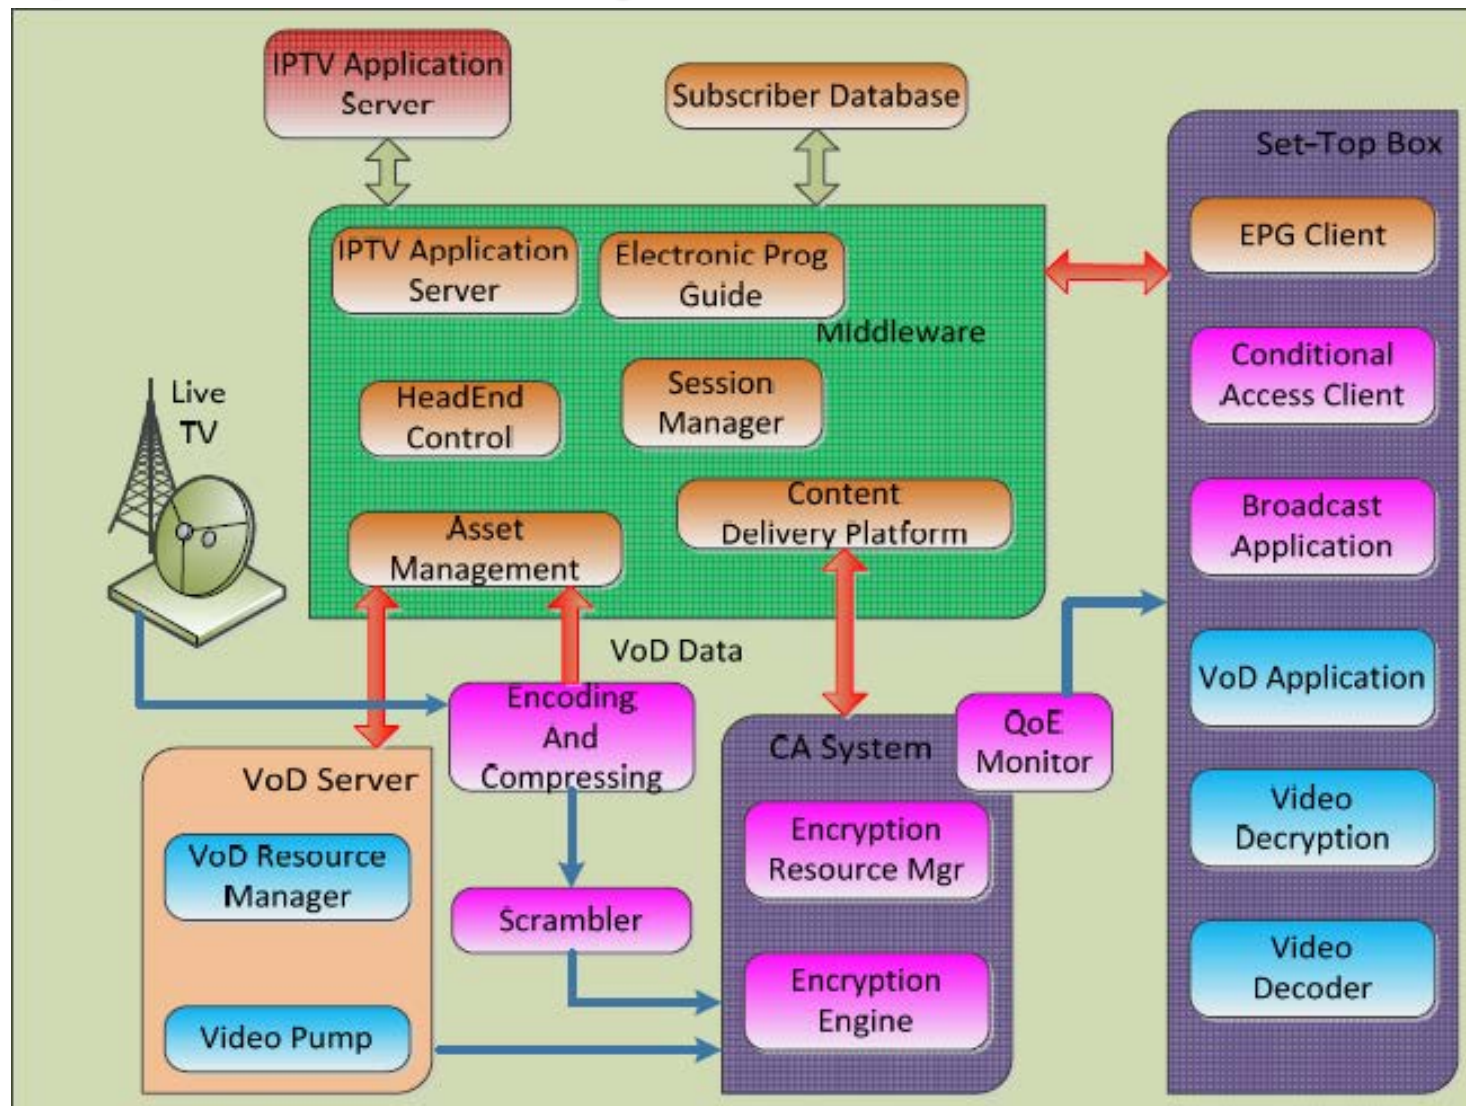 IPTV Application
Server
Subscriber Database
Set-Top Box
IPTV Application
Server
Electronic Prog
Guide
Middleware
HeadEnd
Control
Session
Manager
Asset
Management
Content
Delivery Platform
EPG Client
Conditional
Access Client
Broadcast
Application
VoD Application
Video
Decryption
Video
Decoder
Live
TV
VoD Data
Encoding
And
Compressing
Scrambler
VoD Server
VoD Resource
Manager
Video Pump
CA System
QoE
Monitor
Encryption
Resource Mgr
Encryption
Engine